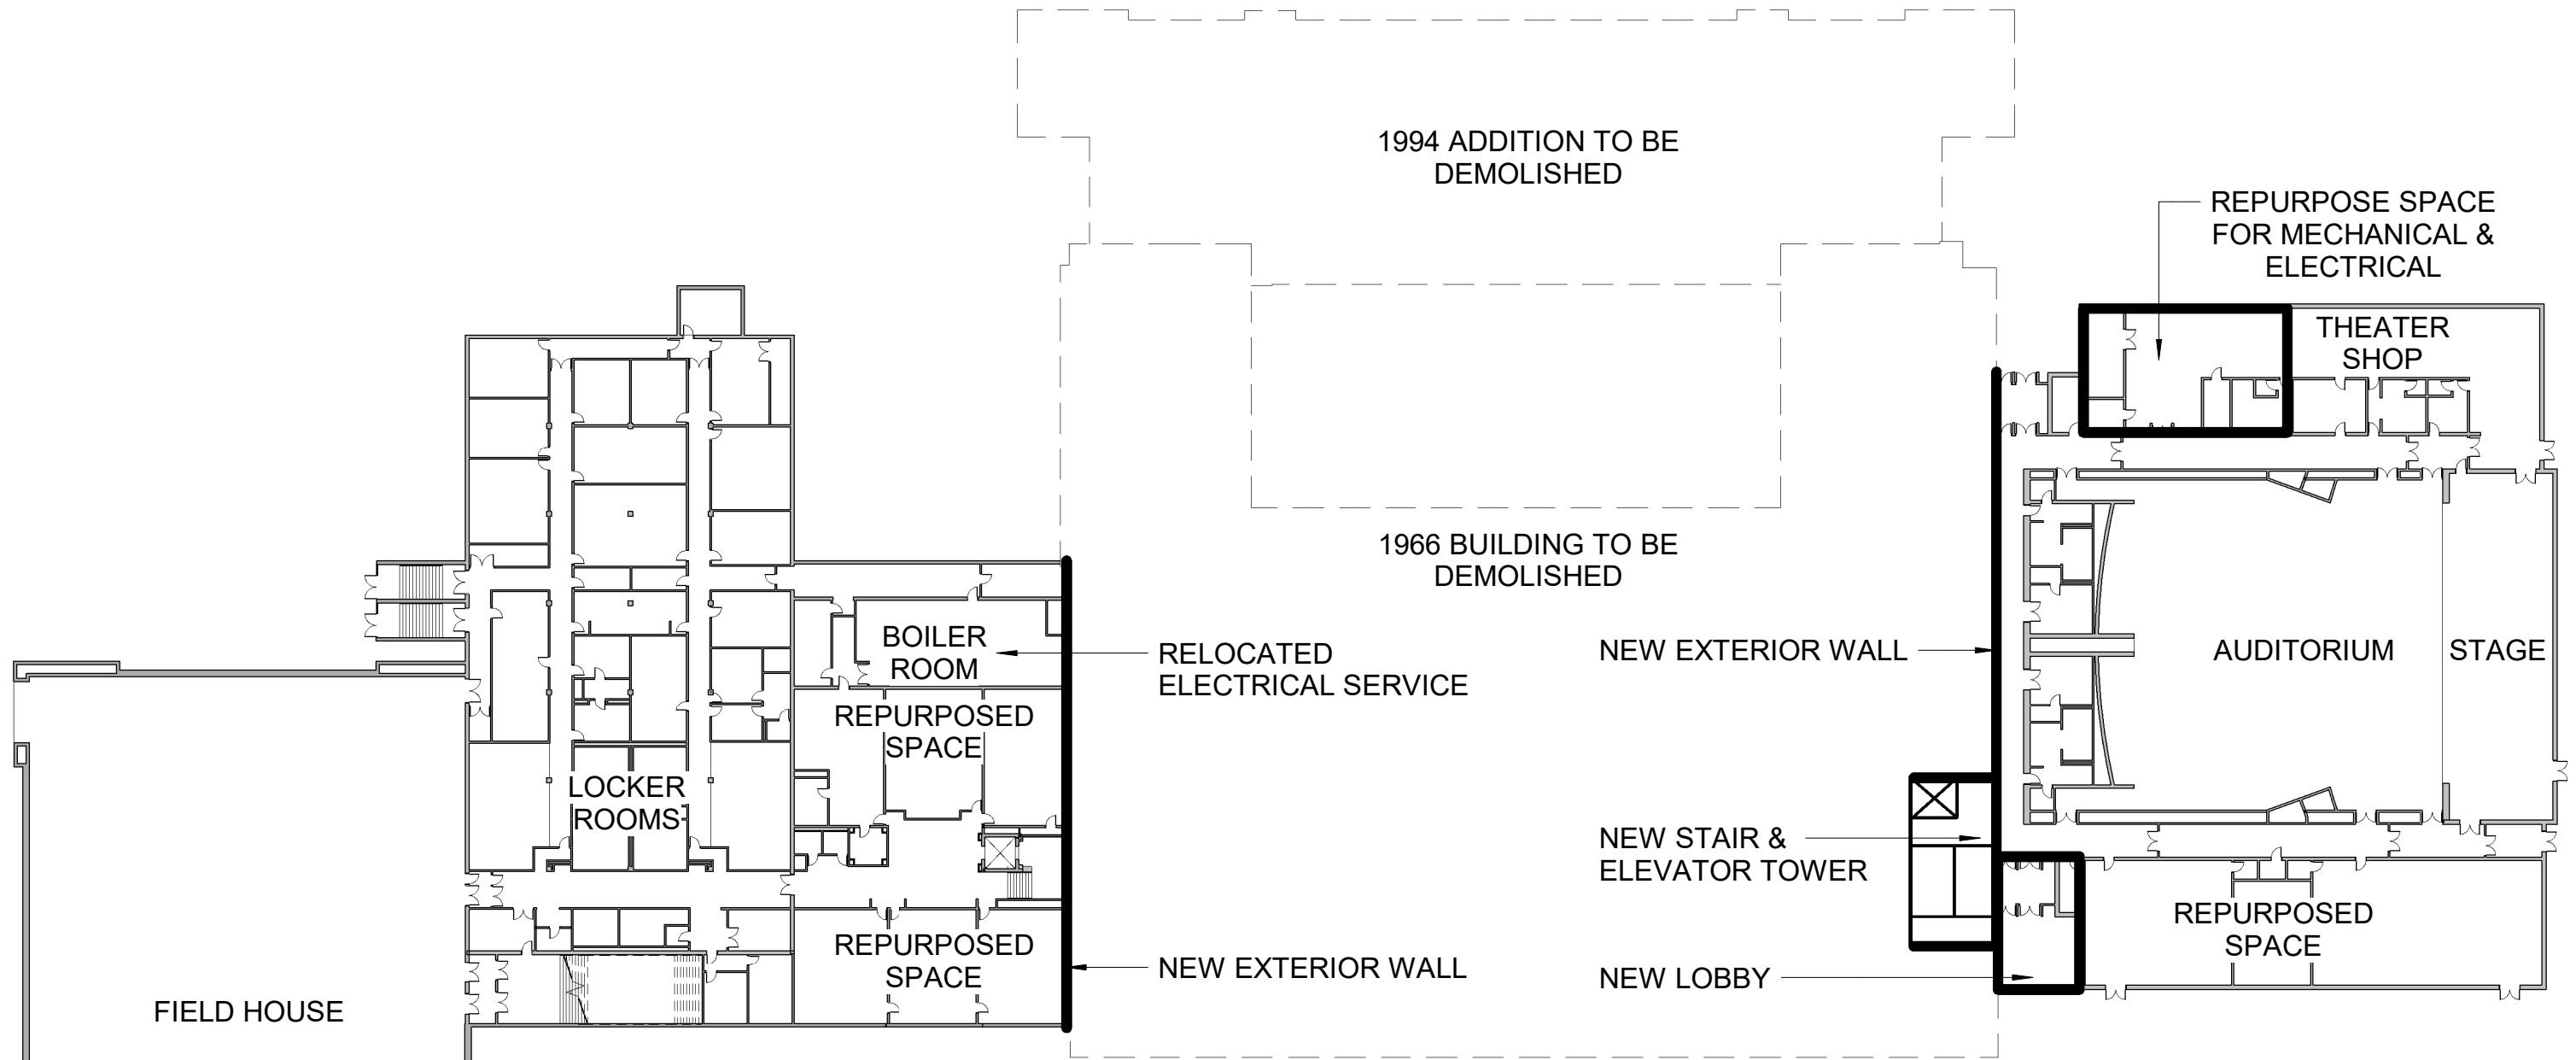 1994 ADDITION TO BE
DEMOLISHED
REPURPOSE SPACE
FOR MECHANICAL &
ELECTRICAL
THEATER
SHOP
1966 BUILDING TO BE
DEMOLISHED
BOILER
ROOM
RELOCATED
ELECTRICAL SERVICE
NEW EXTERIOR WALL
AUDITORIUM
STAGE
REPURPOSED
SPACE
LOCKER
ROOMS
NEW STAIR &
ELEVATOR TOWER
REPURPOSED
SPACE
REPURPOSED
SPACE
NEW EXTERIOR WALL
NEW LOBBY
FIELD HOUSE